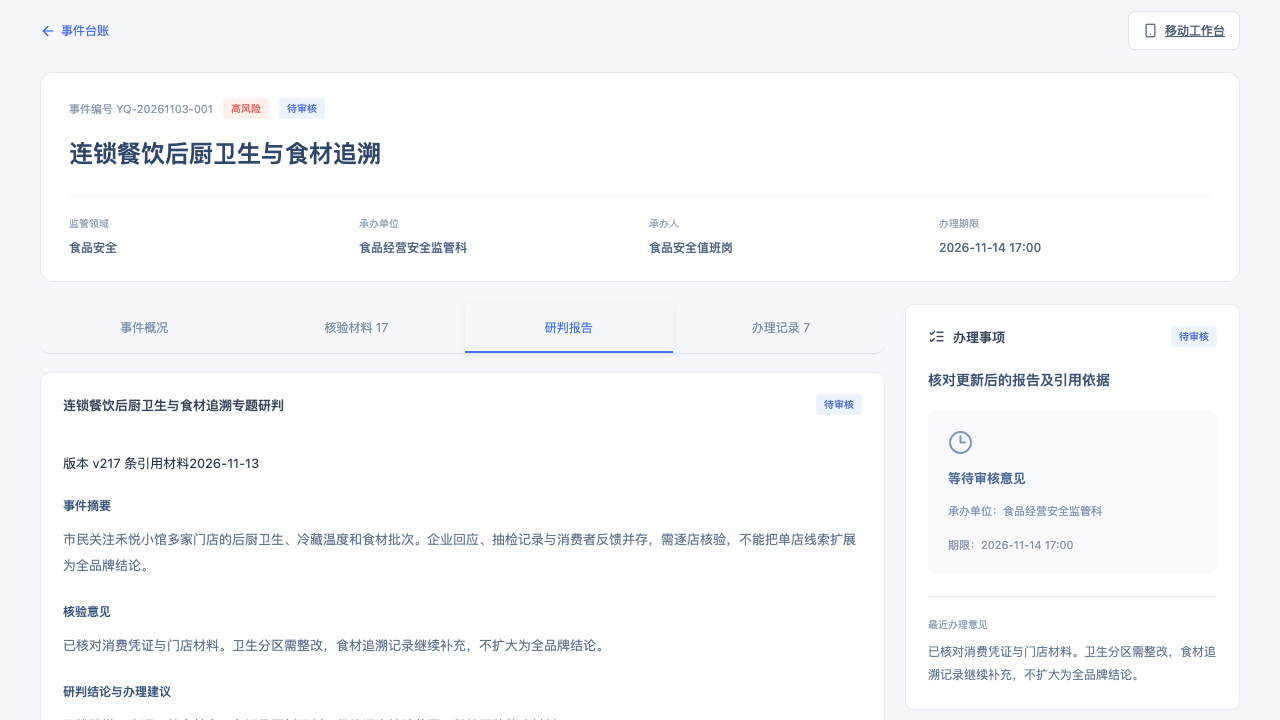 事件台账
移动工作台
事件编号 YQ-20261103-001 高风险 待审核
连锁餐饮后厨卫生与食材追溯
监管领域 承办单位 承办人 办理期限
食品安全 食品经营安全监管科 食品安全值班岗 2026-11-14 17:00
事件概况 核验材料 17 研判报告 办理记录 7
连锁餐饮后厨卫生与食材追溯专题研判 待审核
版本 v217 条引用材料2026-11-13
事件摘要
市民关注禾悦小馆多家门店的后厨卫生、冷藏温度和食材批次。企业回应、抽检记录与消费者反馈并存，需逐店核验，不能把单店线索扩展
为全品牌结论。
核验意见
已核对消费凭证与门店材料。卫生分区需整改，食材追溯记录继续补充，不扩大为全品牌结论。
研判结论与办理建议
办理事项 待审核
核对更新后的报告及引用依据
等待审核意见
承办单位：食品经营安全监管科
期限：2026-11-14 17:00
最近办理意见
已核对消费凭证与门店材料。卫生分区需整改，食材追
溯记录继续补充，不扩大为全品牌结论。